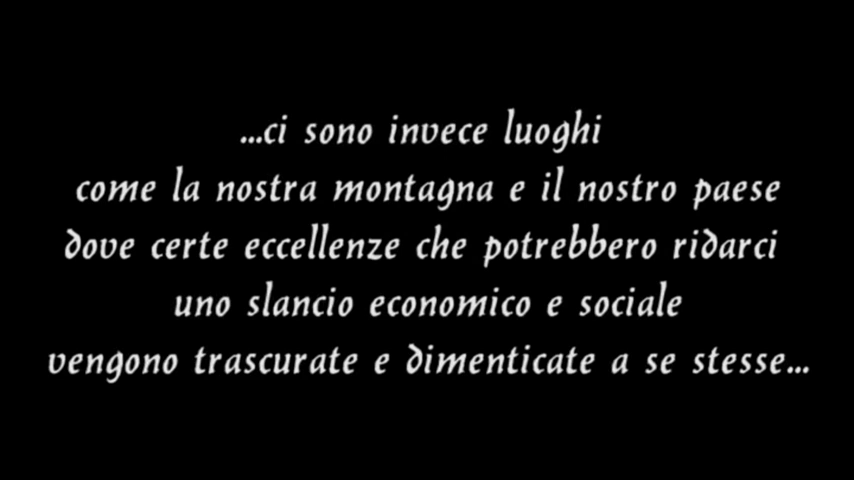 ...ci sono invece luoghi
come la nostra montagna e il nostro paese
dove certe eccellenze che potrebbero ridarci
uno slancio economico e sociale
vengono trascurate e dimenticate a se stesse...